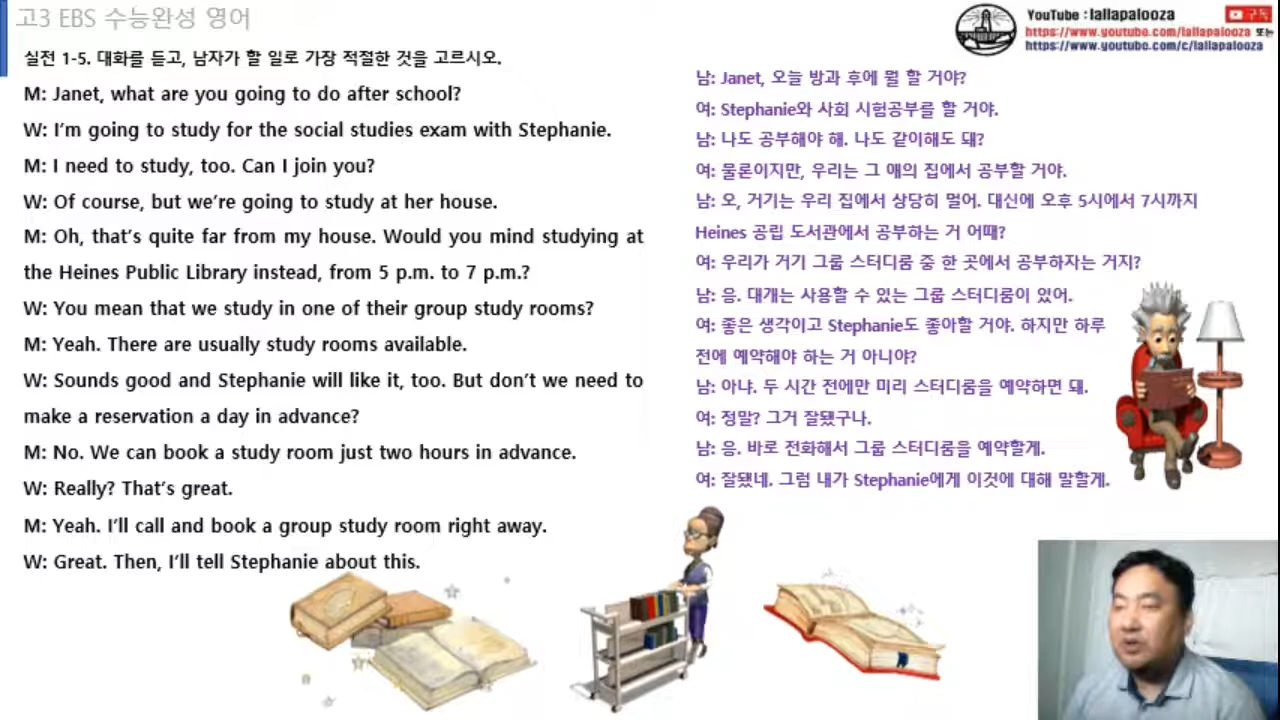 고3 EBS 수능완성 영어
YouTube : lallapalooza
구독
https://www.youtube.com/lallapalooza 또는
https://www.youtube.com/c/lallapalooza
실전 1-5. 대화를 듣고, 남자가 할 일로 가장 적절한 것을 고르시오.
M: Janet, what are you going to do after school?
W: I'm going to study for the social studies exam with Stephanie.
M: I need to study, too. Can I join you?
W: Of course, but we're going to study at her house.
M: Oh, that's quite far from my house. Would you mind studying at
the Heines Public Library instead, from 5 p.m. to 7 p.m.?
W: You mean that we study in one of their group study rooms?
M: Yeah. There are usually study rooms available.
W: Sounds good and Stephanie will like it, too. But don't we need to
make a reservation a day in advance?
M: No. We can book a study room just two hours in advance.
W: Really? That's great.
M: Yeah. I'll call and book a group study room right away.
W: Great. Then, I'll tell Stephanie about this.
남: Janet, 오늘 방과 후에 뭘 할 거야?
여: Stephanie와 사회 시험공부를 할 거야.
남: 나도 공부해야 해. 나도 같이해도 돼?
여: 물론이지만, 우리는 그 애의 집에서 공부할 거야.
남: 오, 거기는 우리 집에서 상당히 멀어. 대신에 오후 5시에서 7시까지
Heines 공립 도서관에서 공부하는 거 어때?
여: 우리가 거기 그룹 스터디룸 중 한 곳에서 공부하자는 거지?
남: 응. 대개는 사용할 수 있는 그룹 스터디룸이 있어.
여: 좋은 생각이고 Stephanie도 좋아할 거야. 하지만 하루
전에 예약해야 하는 거 아니야?
남: 아냐. 두 시간 전에만 미리 스터디룸을 예약하면 돼.
여: 정말? 그거 잘됐구나.
남: 응. 바로 전화해서 그룹 스터디룸을 예약할게.
여: 잘됐네. 그럼 내가 Stephanie에게 이것에 대해 말할게.